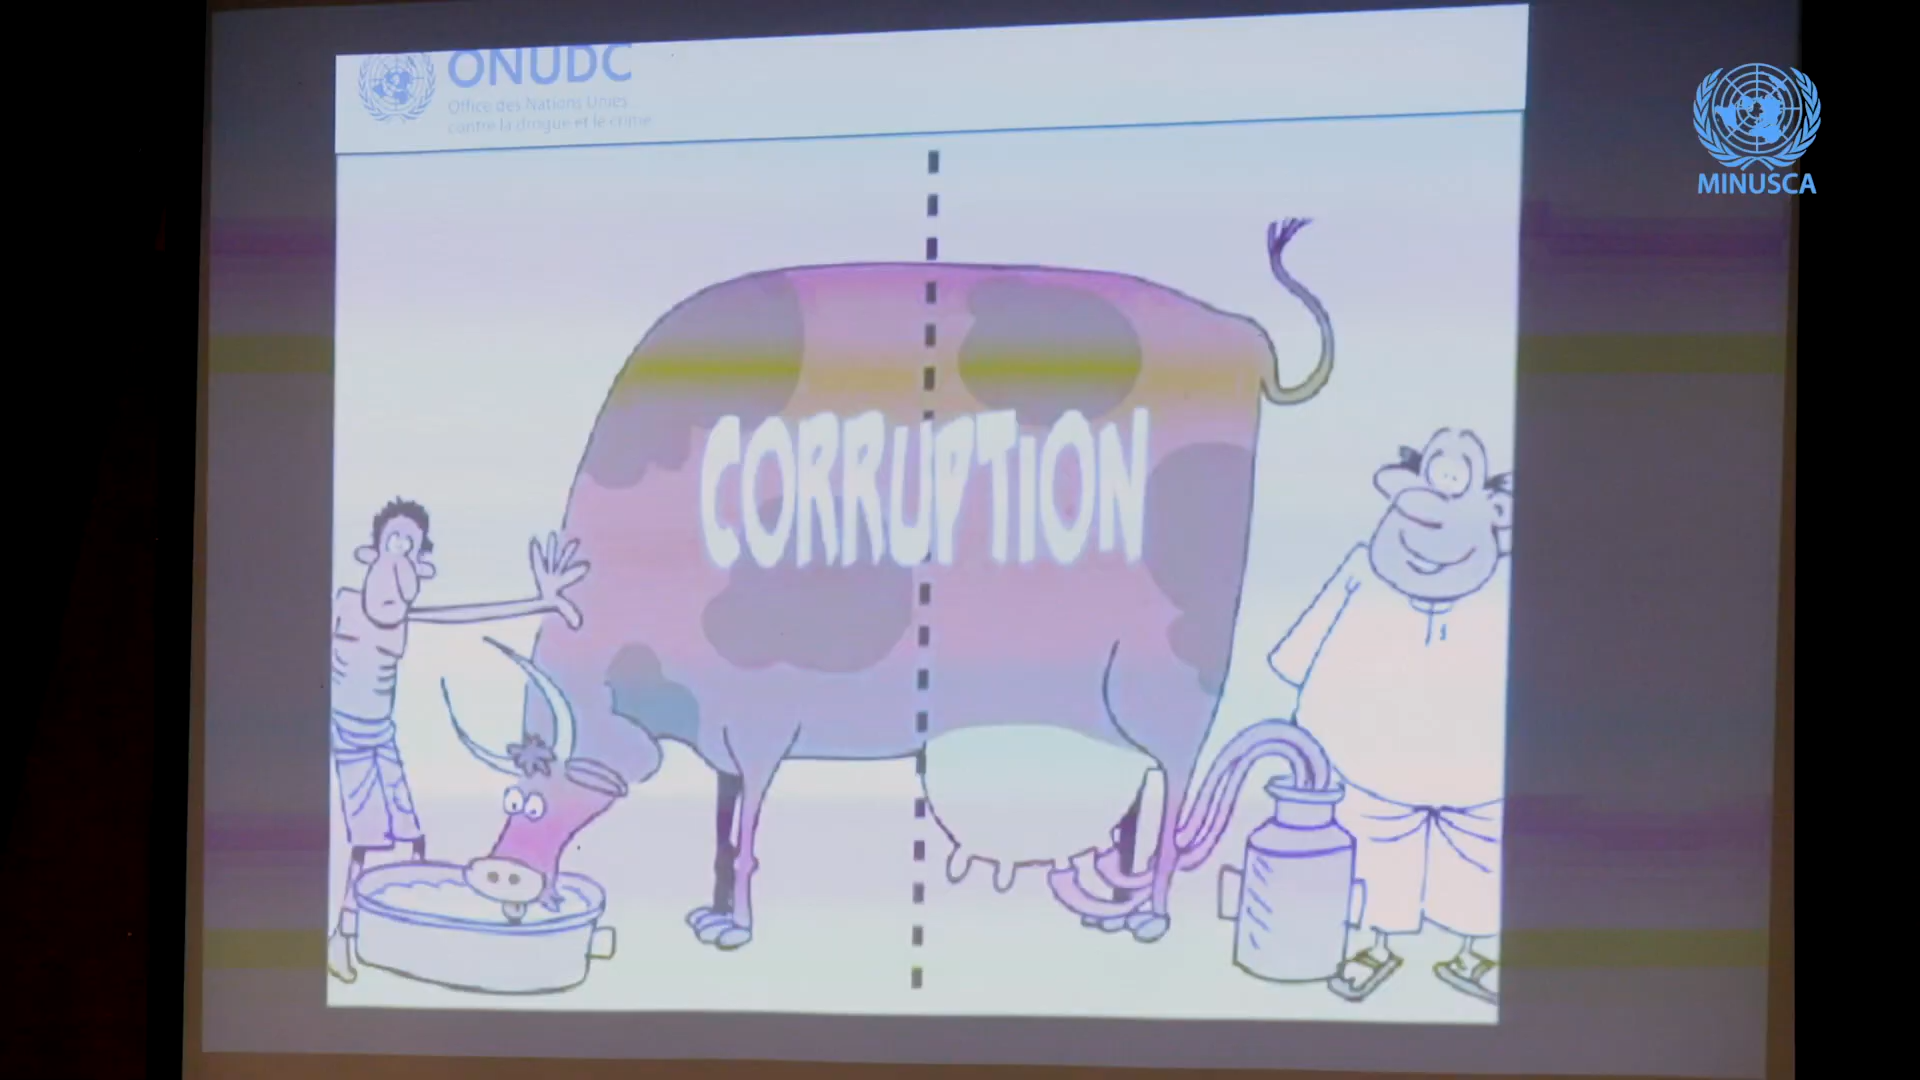 ONUDC
Office des Nations Unies
contre la drogue et le crime
MINUSCA
CORRUPTION